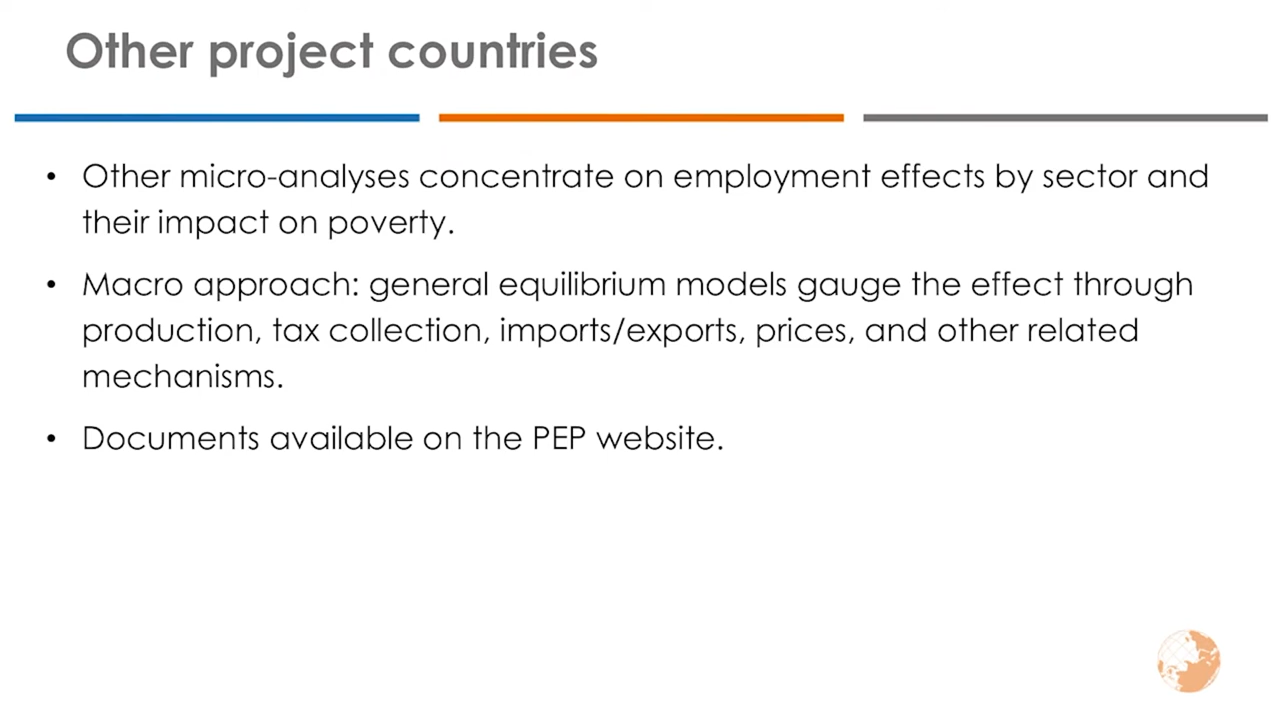 Other project countries
• Other micro-analyses concentrate on employment effects by sector and
their impact on poverty.
• Macro approach: general equilibrium models gauge the effect through
production, tax collection, imports/exports, prices, and other related
mechanisms.
• Documents available on the PEP website.